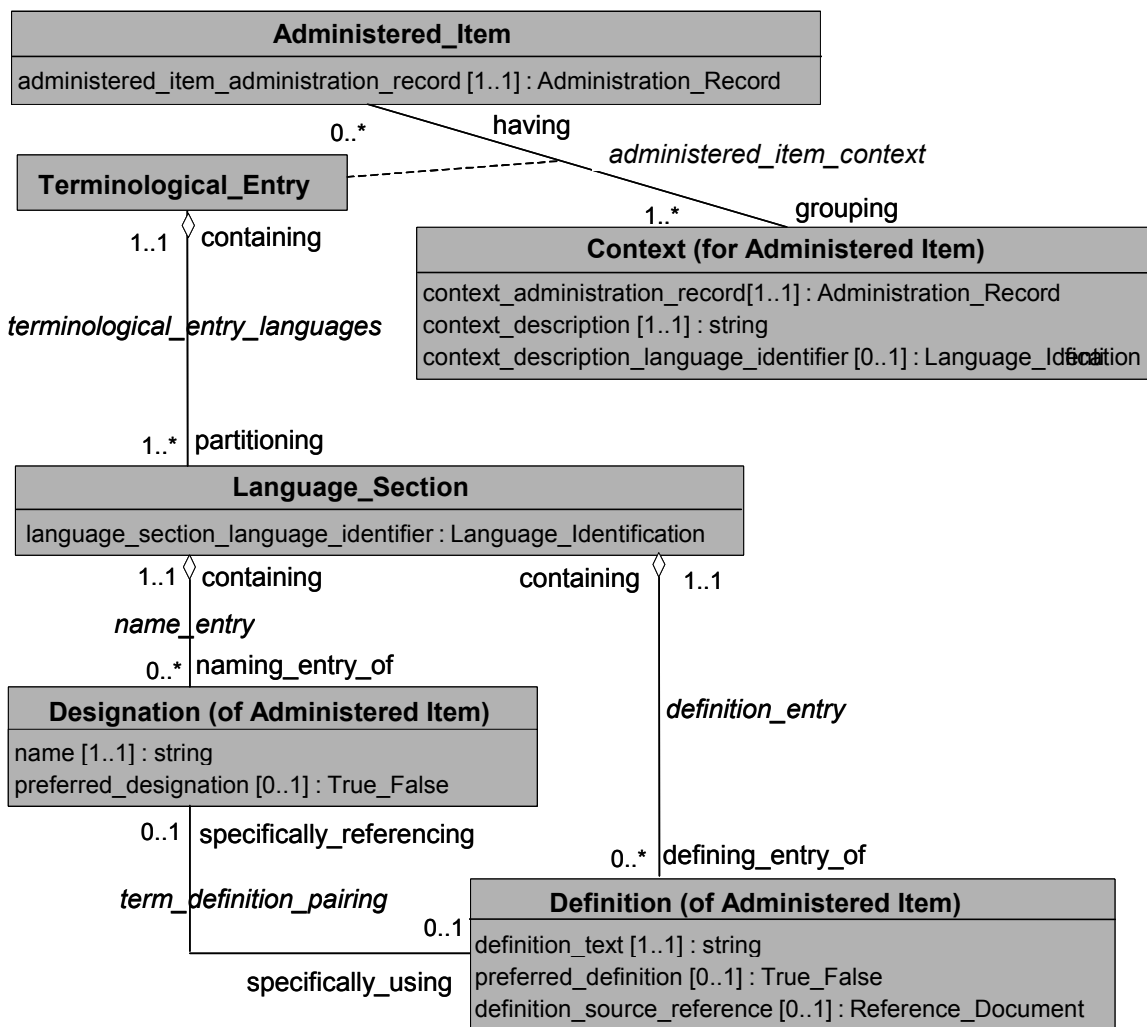 Administered_Item
administered_item_administration_record [1..1] : Administration_Record
0..*
having
administered_item_context
Terminological_Entry
1..*
grouping
1..1
containing
Context (for Administered Item)
context_administration_record[1..1] : Administration_Record
context_description [1..1] : string
context_description_language_identifier [0..1] : Language_Identification
terminological_entry_languages
1..*
partitioning
Language_Section
language_section_language_identifier : Language_Identification
1..1
containing
containing
1..1
name_entry
0..*
naming_entry_of
Designation (of Administered Item)
name [1..1] : string
preferred_designation [0..1] : True_False
definition_entry
0..1
specifically_referencing
0..*
defining_entry_of
term_definition_pairing
0..1
specifically_using
Definition (of Administered Item)
definition_text [1..1] : string
preferred_definition [0..1] : True_False
definition_source_reference [0..1] : Reference_Document